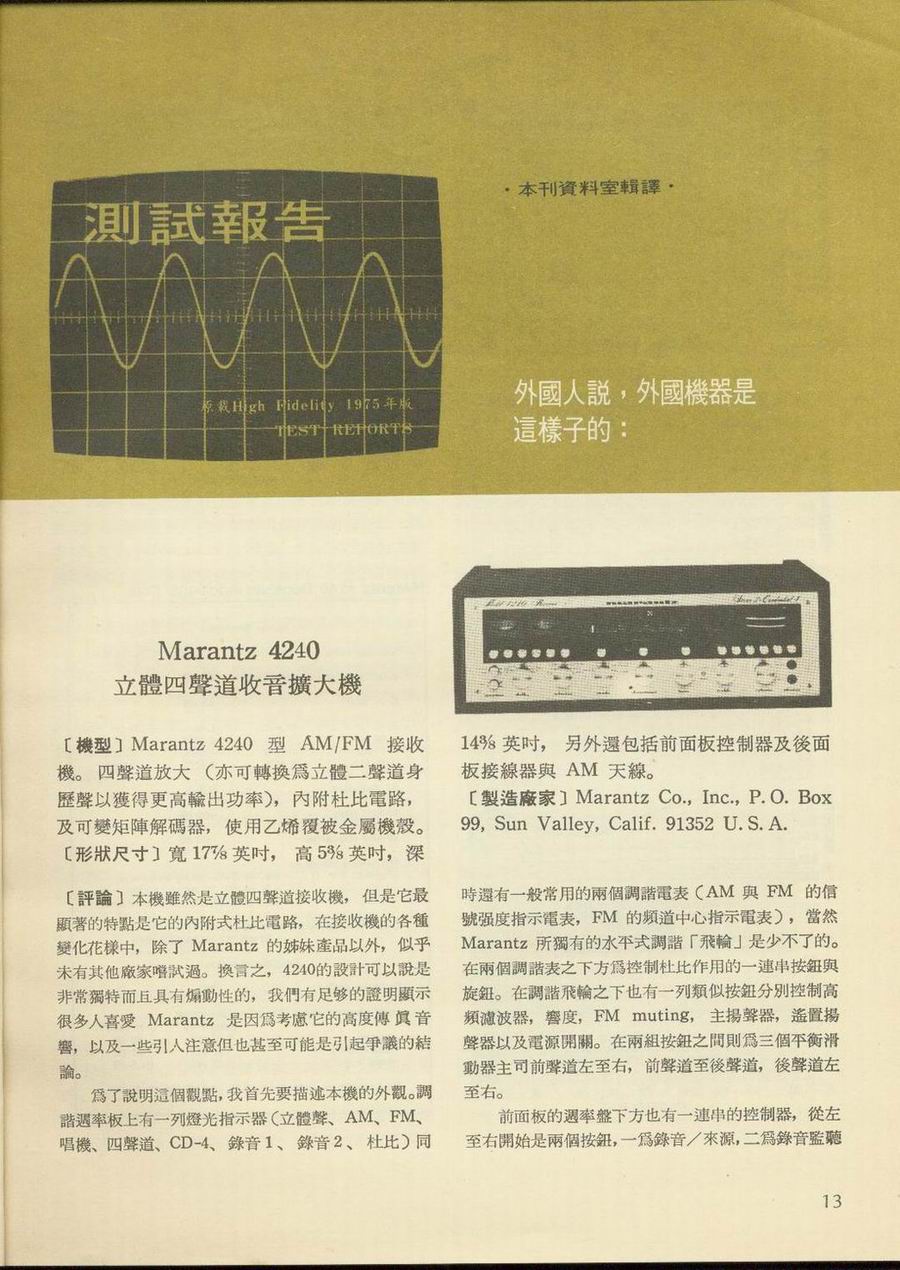 測試報告
原載High Fidelity 1975年版
TEST REPORTS
・本刊資料室輯譯・
外國人説，外國機器是
這樣子的：
Marantz 4240
立體四聲道收音擴大機
〔機型〕Marantz 4240 型 AM/FM 接收
機。四聲道放大（亦可轉換爲立體二聲道身
歷聲以獲得更高輸出功率），內附杜比電路，
及可變矩陣解碼器，使用乙烯覆被金屬機殼。
〔形狀尺寸〕寬 17⅞ 英吋， 高 5⅜ 英吋，深
14⅜ 英吋， 另外還包括前面板控制器及後面
板接線器與 AM 天線。
〔製造廠家〕Marantz Co., Inc., P. O. Box
99, Sun Valley, Calif. 91352 U. S. A.
〔評論〕本機雖然是立體四聲道接收機，但是它最
顯著的特點是它的內附式杜比電路，在接收機的各種
變化花樣中，除了 Marantz 的姊妹產品以外，似乎
未有其他廠家嚐試過。換言之，4240的設計可以說是
非常獨特而且具有煽動性的，我們有足够的證明顯示
很多人喜愛 Marantz 是因爲考慮它的高度傳眞音
響，以及一些引人注意但也甚至可能是引起爭議的結
論。
爲了說明這個觀點，我首先要描述本機的外觀。調
諧週率板上有一列燈光指示器（立體聲、AM、FM、
唱機、四聲道、CD-4、錄音1、錄音2、杜比）同
時還有一般常用的兩個調諧電表（AM 與 FM 的信
號强度指示電表，FM 的頻道中心指示電表），當然
Marantz 所獨有的水平式調諧「飛輪」是少不了的。
在兩個調諧表之下方爲控制杜比作用的一連串按鈕與
旋鈕。在調諧飛輪之下也有一列類似按鈕分別控制高
頻濾波器，響度，FM muting，主揚聲器，遙置揚
聲器以及電源開關。在兩組按鈕之間則爲三個平衡滑
動器主司前聲道左至右，前聲道至後聲道，後聲道左
至右。
前面板的週率盤下方也有一連串的控制器，從左
至右開始是兩個按鈕，一爲錄音／來源，二爲錄音監聽
13